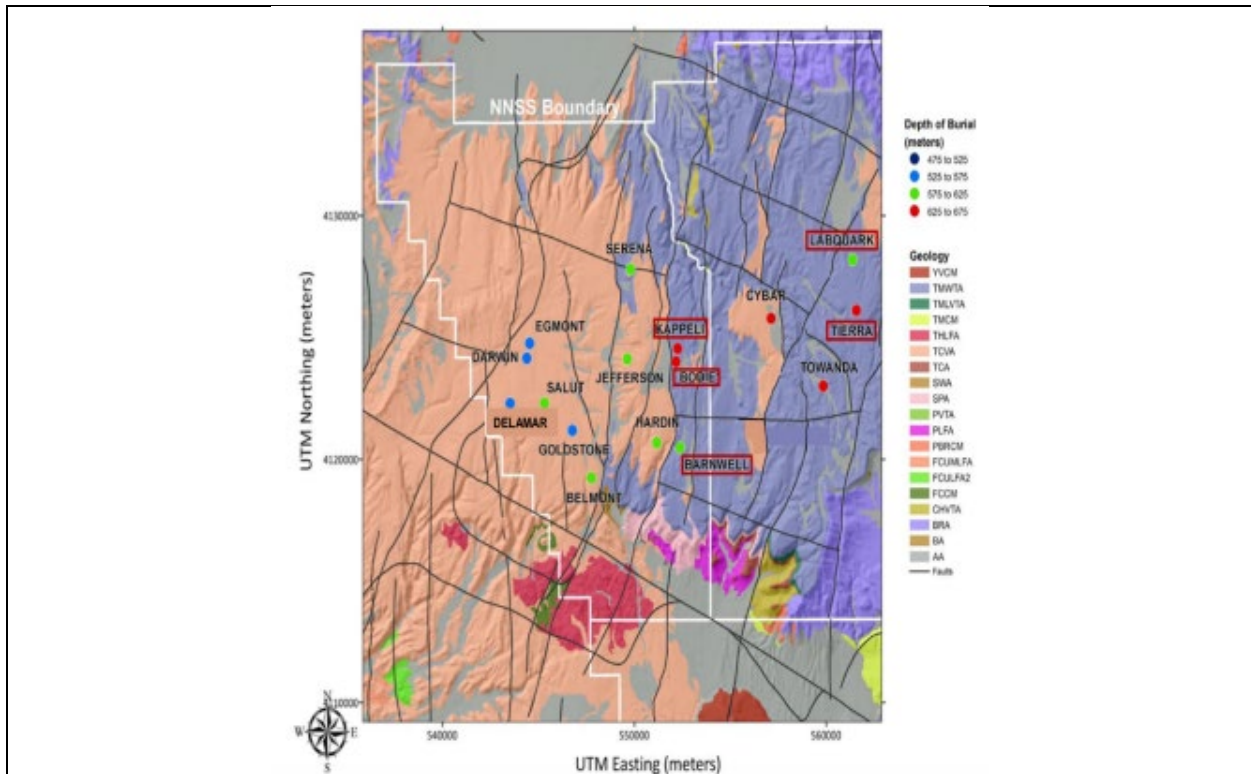 NNSS Boundary
4130000
4120000
4110000
UTM Northing (meters)
SERENA
LABQUARK
CYBAR
EGMONT
KAPPELI
TIERRA
DARWIN
JEFFERSON
BODIE
TOWANDA
SALUT
DELAMAR
HARDIN
GOLDSTONE
BARNWELL
BELMONT
N
W E
S
540000
550000
560000
UTM Easting (meters)
Depth of Burial
(meters)
475 to 525
525 to 575
575 to 625
625 to 675
Geology
YVCM
TMWTA
TMLVTA
TMCM
THLFA
TCVA
TCA
SWA
SPA
PVTA
PLFA
PBRCM
FCUMLFA
FCULFA2
FCCM
CHVTA
BRA
BA
AA
Faults